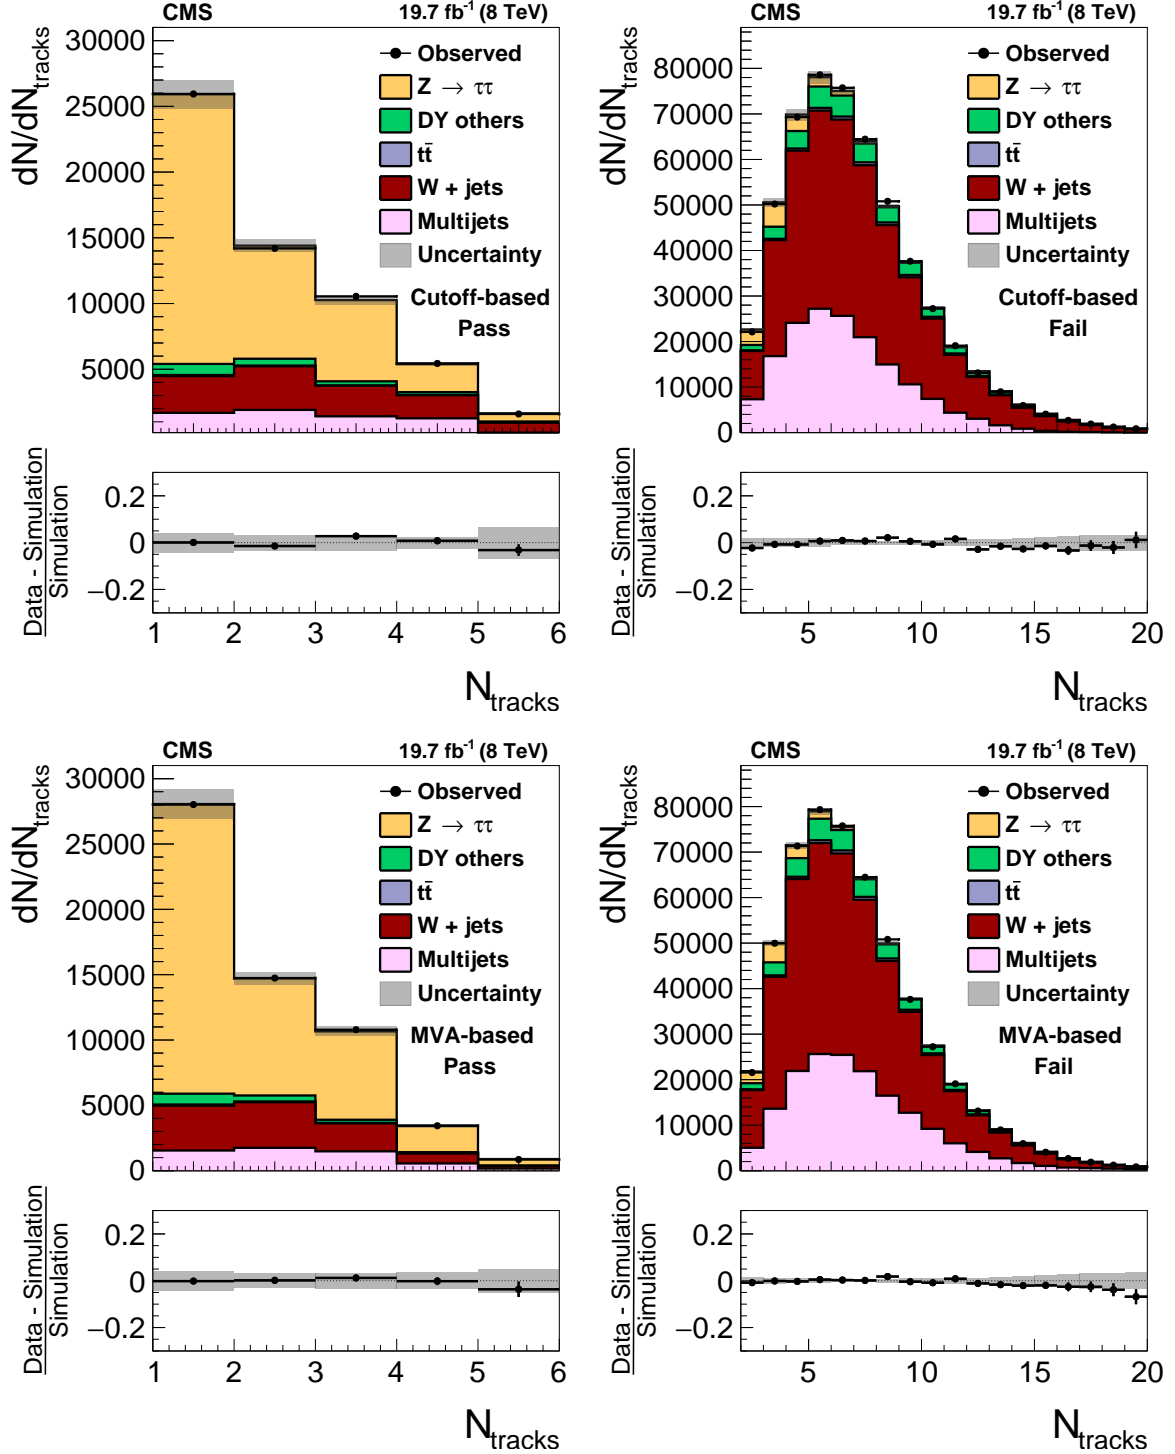 CMS 19.7 fb⁻¹ (8 TeV)
dN/dN_tracks
30000
25000
20000
15000
10000
5000
Observed
Z → ττ
DY others
tt̄
W + jets
Multijets
Uncertainty
Cutoff-based
Pass
Data - Simulation
Simulation
0.2
0
−0.2
1 2 3 4 5 6
N_tracks
CMS 19.7 fb⁻¹ (8 TeV)
dN/dN_tracks
80000
70000
60000
50000
40000
30000
20000
10000
0
Observed
Z → ττ
DY others
tt̄
W + jets
Multijets
Uncertainty
Cutoff-based
Fail
Data - Simulation
Simulation
0.2
0
−0.2
5 10 15 20
N_tracks
CMS 19.7 fb⁻¹ (8 TeV)
dN/dN_tracks
30000
25000
20000
15000
10000
5000
0
Observed
Z → ττ
DY others
tt̄
W + jets
Multijets
Uncertainty
MVA-based
Pass
Data - Simulation
Simulation
0.2
0
−0.2
1 2 3 4 5 6
N_tracks
CMS 19.7 fb⁻¹ (8 TeV)
dN/dN_tracks
80000
70000
60000
50000
40000
30000
20000
10000
0
Observed
Z → ττ
DY others
tt̄
W + jets
Multijets
Uncertainty
MVA-based
Fail
Data - Simulation
Simulation
0.2
0
−0.2
5 10 15 20
N_tracks